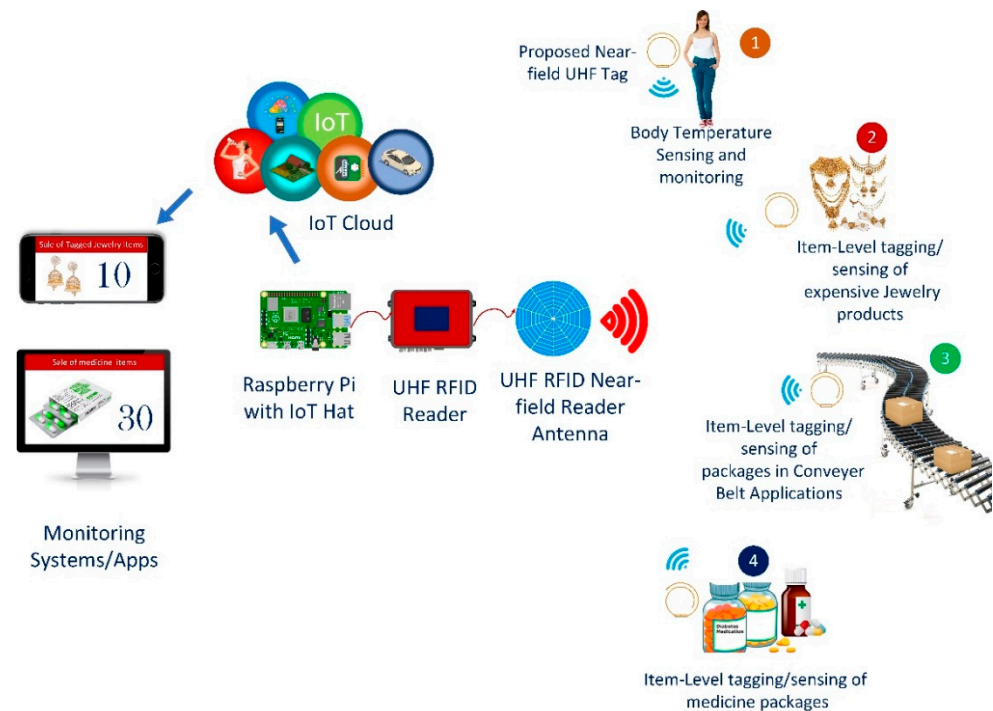 Proposed Near-
field UHF Tag
1
Body Temperature
Sensing and
monitoring
2
Item-Level tagging/
sensing of
expensive Jewelry
products
IoT
IoT Cloud
Sale of Tagged Jewelry items
10
Raspberry Pi
with IoT Hat
UHF RFID
Reader
UHF RFID Near-
field Reader
Antenna
3
Item-Level tagging/
sensing of
packages in Conveyer
Belt Applications
Sale of medicine items
30
Monitoring
Systems/Apps
4
Diabetes
Medication
Item-Level tagging/sensing of
medicine packages